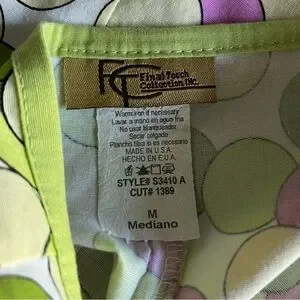 FTC
Final Touch
Collection Inc.
Warm iron if necessary
Lavar a mano en agua fria
No usar blanqueador
Secar colgado
Plancha tibia si es necesario
MADE IN U.S.A.
HECHO EN E.U.A.
STYLE# S3410 A
CUT# 1389
M
Mediano